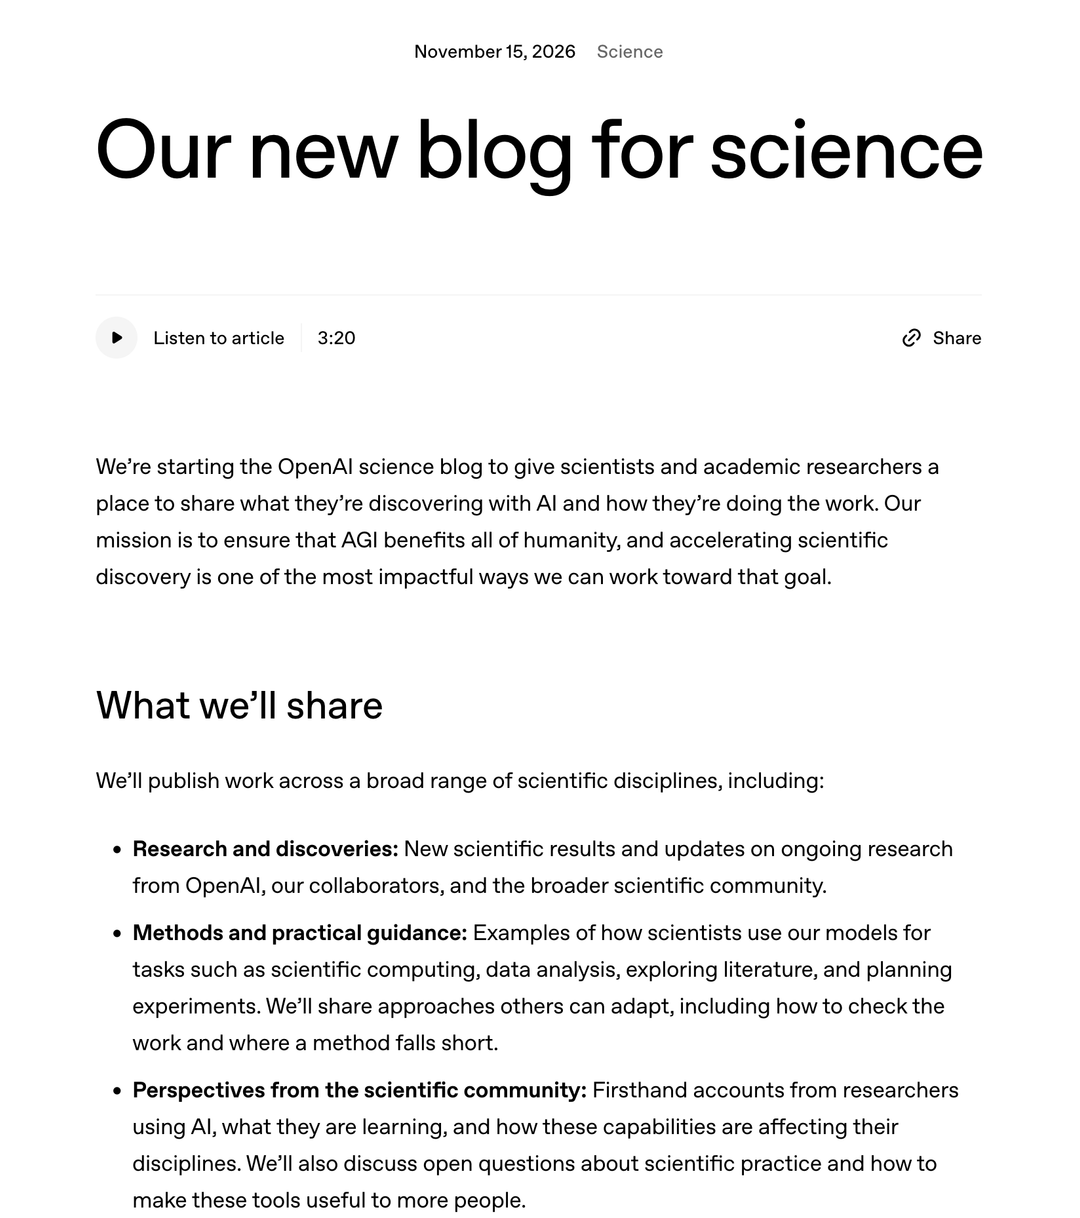 November 15, 2026 Science
Our new blog for science
Listen to article 3:20 Share
We’re starting the OpenAI science blog to give scientists and academic researchers a
place to share what they’re discovering with AI and how they’re doing the work. Our
mission is to ensure that AGI benefits all of humanity, and accelerating scientific
discovery is one of the most impactful ways we can work toward that goal.
What we’ll share
We’ll publish work across a broad range of scientific disciplines, including:
• Research and discoveries: New scientific results and updates on ongoing research
from OpenAI, our collaborators, and the broader scientific community.
• Methods and practical guidance: Examples of how scientists use our models for
tasks such as scientific computing, data analysis, exploring literature, and planning
experiments. We’ll share approaches others can adapt, including how to check the
work and where a method falls short.
• Perspectives from the scientific community: Firsthand accounts from researchers
using AI, what they are learning, and how these capabilities are affecting their
disciplines. We’ll also discuss open questions about scientific practice and how to
make these tools useful to more people.